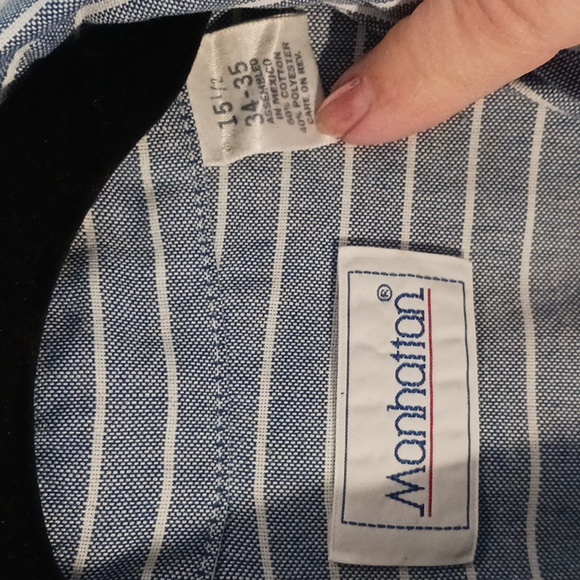 15 1/2
34-35
ASSEMBLED
IN MEXICO
60% COTTON
40% POLYESTER
CARE ON REV.
Manhattan®